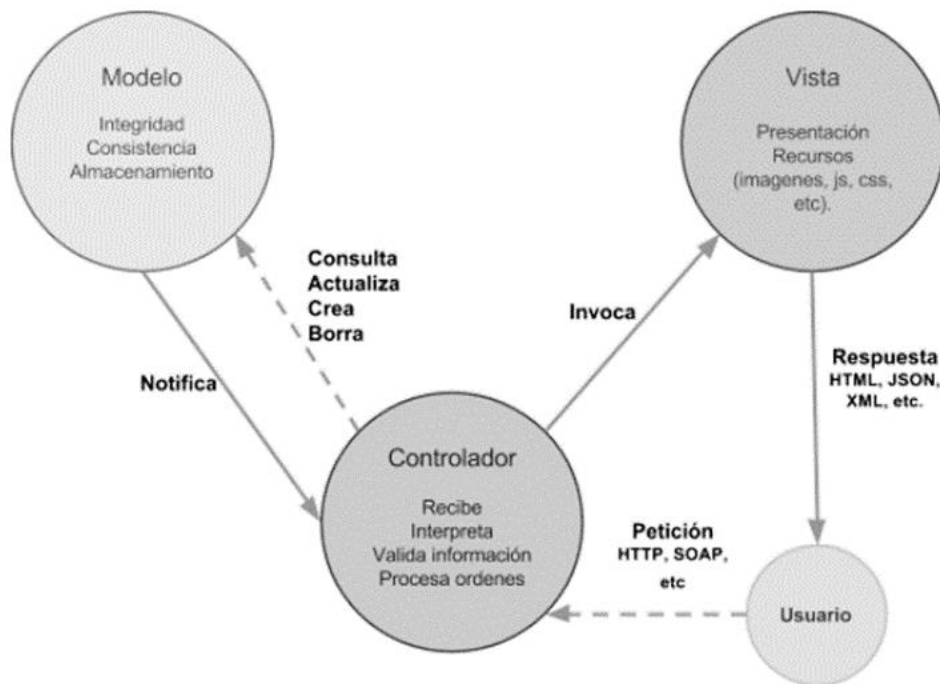 Modelo
Integridad
Consistencia
Almacenamiento
Vista
Presentación
Recursos
(imagenes, js, css,
etc).
Consulta
Actualiza
Crea
Borra
Notifica
Invoca
Respuesta
HTML, JSON,
XML, etc.
Controlador
Recibe
Interpreta
Valida información
Procesa ordenes
Petición
HTTP, SOAP,
etc
Usuario